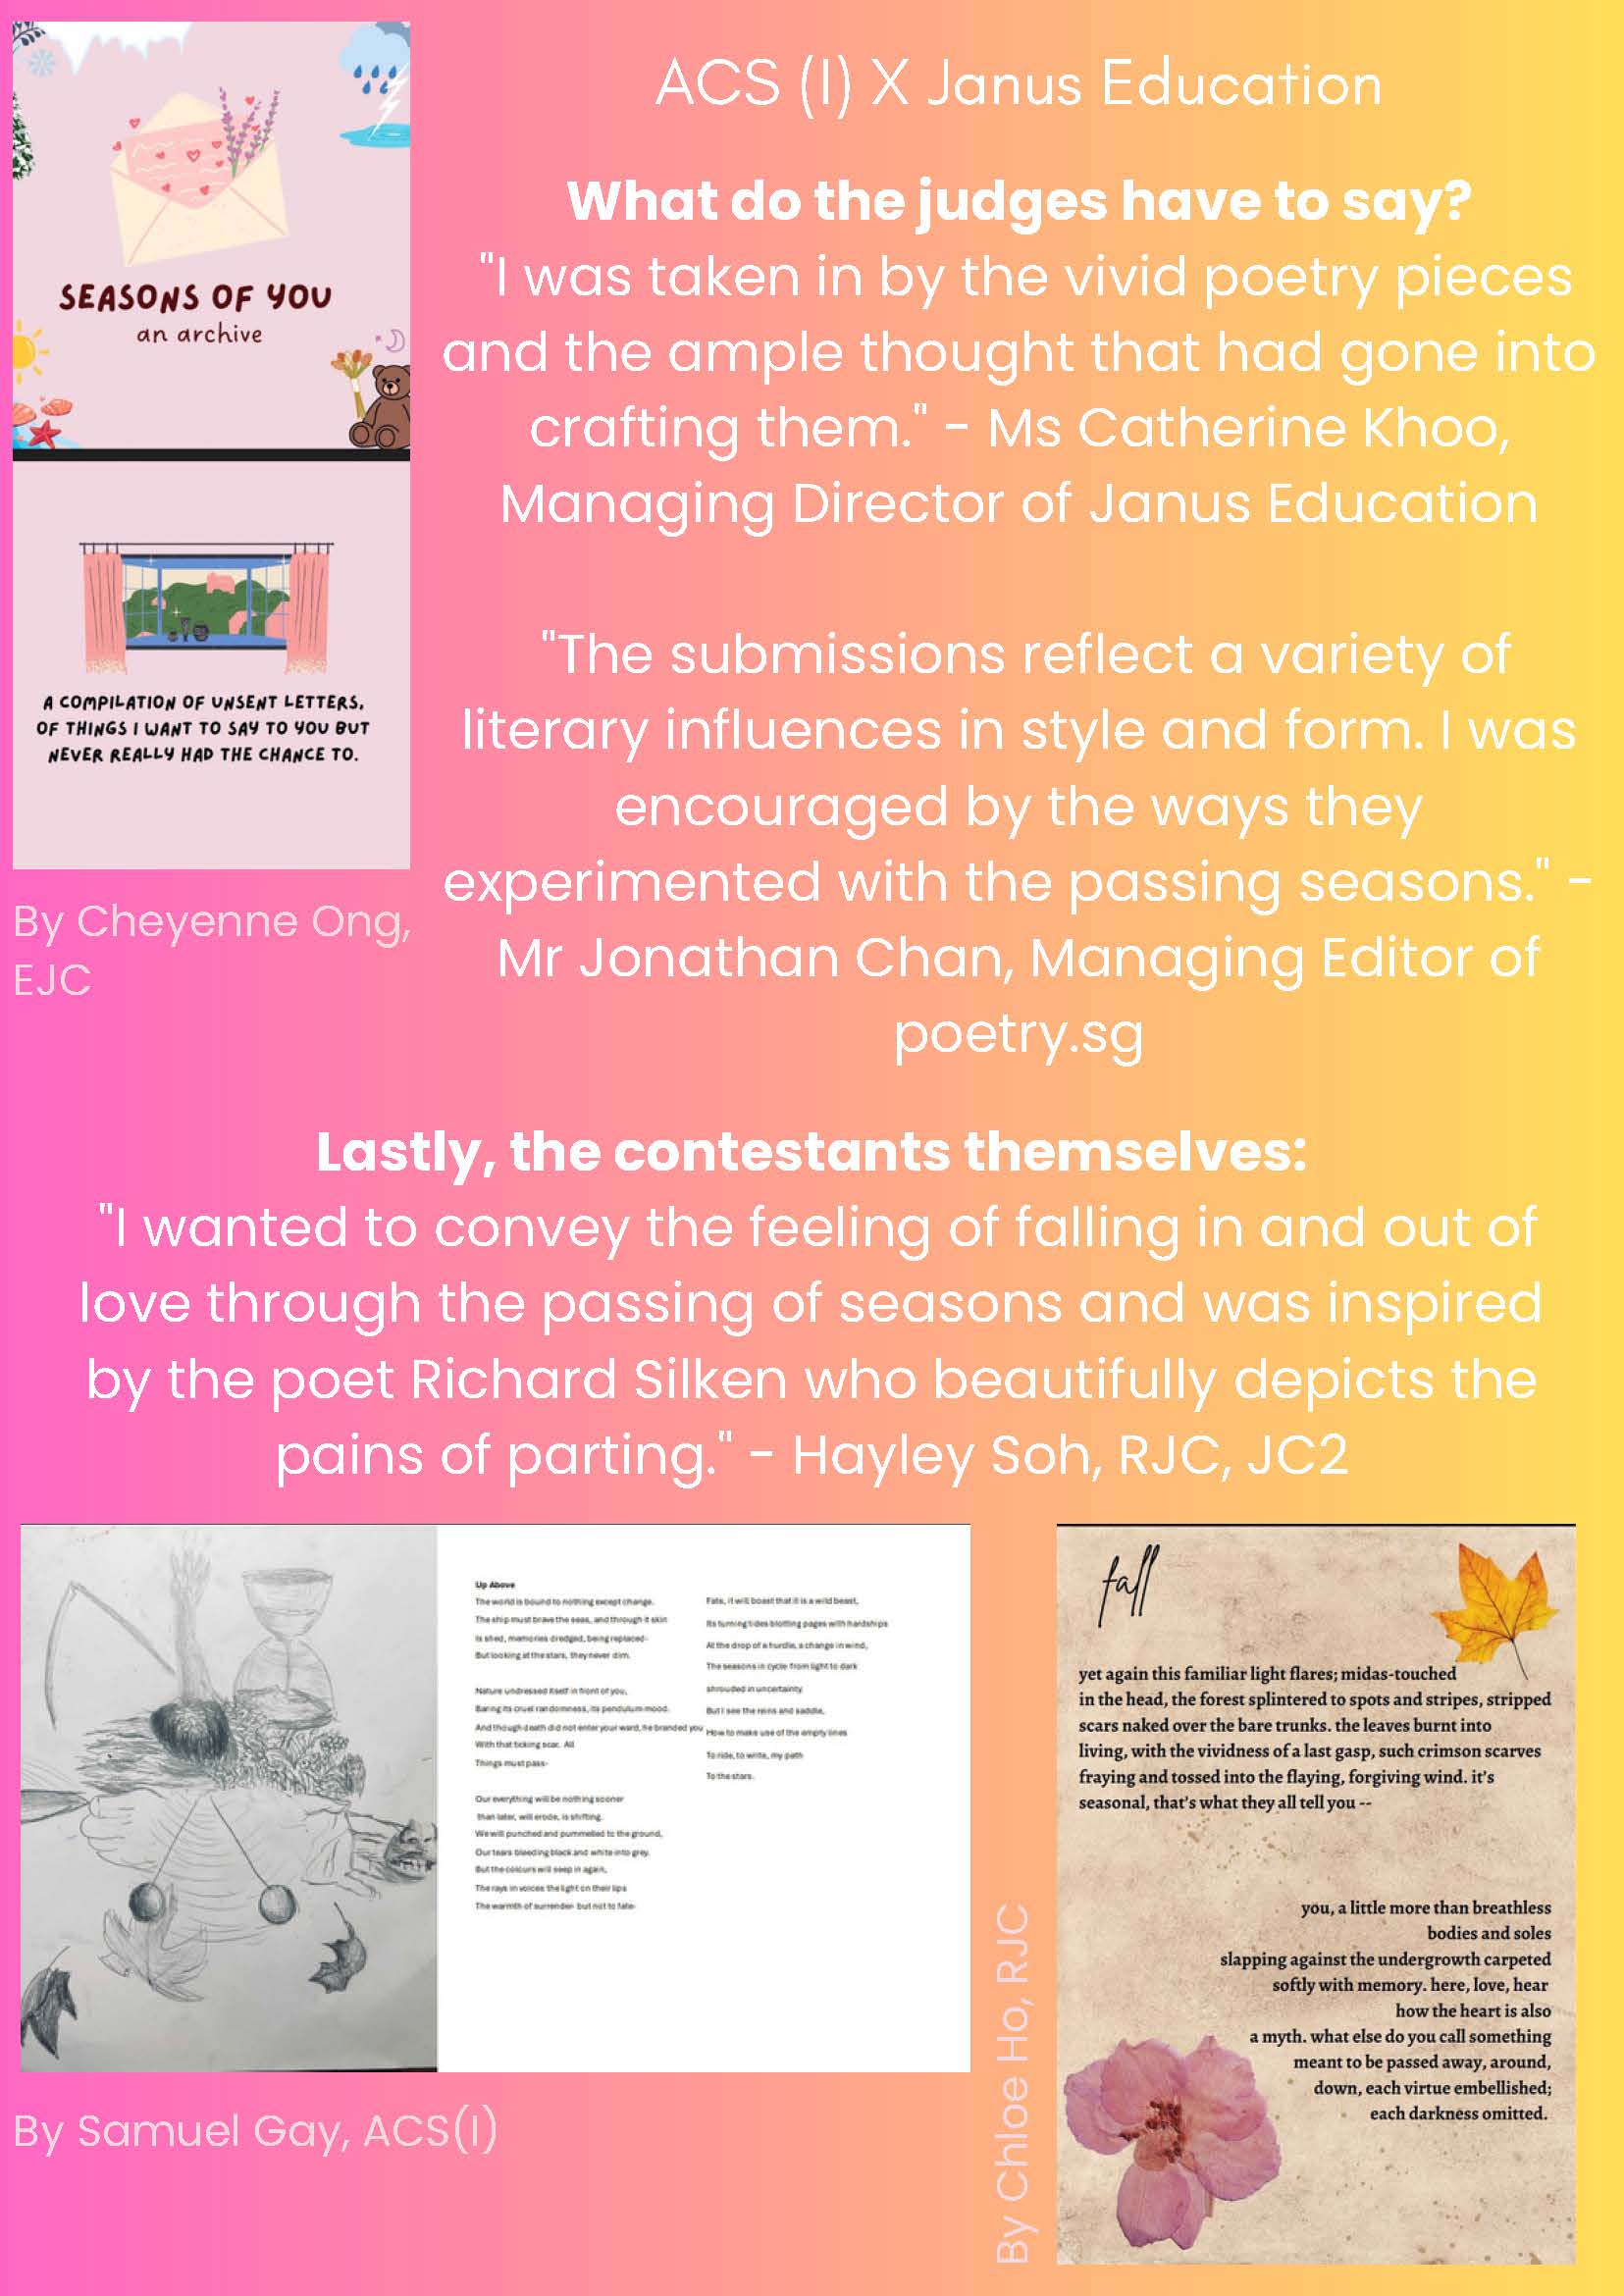 SEASONS OF YOU
an archive
A COMPILATION OF UNSENT LETTERS,
OF THINGS I WANT TO SAY TO YOU BUT
NEVER REALLY HAD THE CHANCE TO.
By Cheyenne Ong,
EJC
ACS (I) X Janus Education
What do the judges have to say?
"I was taken in by the vivid poetry pieces
and the ample thought that had gone into
crafting them." - Ms Catherine Khoo,
Managing Director of Janus Education
"The submissions reflect a variety of
literary influences in style and form. I was
encouraged by the ways they
experimented with the passing seasons." -
Mr Jonathan Chan, Managing Editor of
poetry.sg
Lastly, the contestants themselves:
"I wanted to convey the feeling of falling in and out of
love through the passing of seasons and was inspired
by the poet Richard Silken who beautifully depicts the
pains of parting." - Hayley Soh, RJC, JC2
Up Above
The world is bound to nothing except change.
The ship must brave the seas, and through it skin
Is shed, memories dredged, being replaced-
But looking at the stars, they never dim.
Nature undressed itself in front of you,
Baring its cruel randomness, its pendulum mood.
And though death did not enter your ward, he branded you
With that ticking scar. All
Things must pass-
Our everything will be nothing sooner
than later, will erode, is shifting.
We will punched and pummelled to the ground,
Our tears bleeding black and white into grey.
But the colours will seep in again,
The rays in voices the light on their lips
The warmth of surrender- but not to fate-
Fate, it will boast that it is a wild beast,
Its turning tides blotting pages with hardships
At the drop of a hurdle, a change in wind,
The seasons in cycle from light to dark
shrouded in uncertainty.
But I see the reins and saddle,
How to make use of the empty lines
To ride, to write, my path
To the stars.
By Samuel Gay, ACS(I)
By Chloe Ho, RJC
fall
yet again this familiar light flares; midas-touched
in the head, the forest splintered to spots and stripes, stripped
scars naked over the bare trunks. the leaves burnt into
living, with the vividness of a last gasp, such crimson scarves
fraying and tossed into the flaying, forgiving wind. it's
seasonal, that's what they all tell you --
you, a little more than breathless
bodies and soles
slapping against the undergrowth carpeted
softly with memory. here, love, hear
how the heart is also
a myth. what else do you call something
meant to be passed away, around,
down, each virtue embellished;
each darkness omitted.